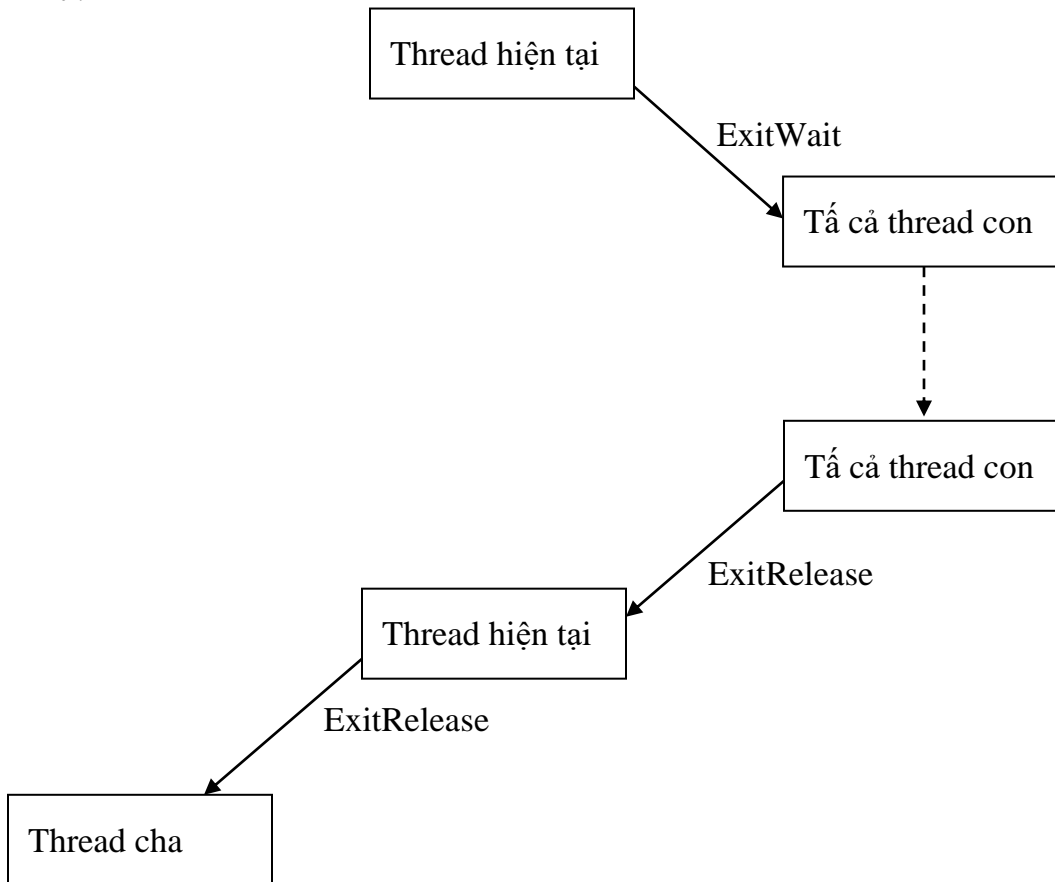 Thread hiện tại
ExitWait
Tấ cả thread con
Tấ cả thread con
ExitRelease
Thread hiện tại
ExitRelease
Thread cha